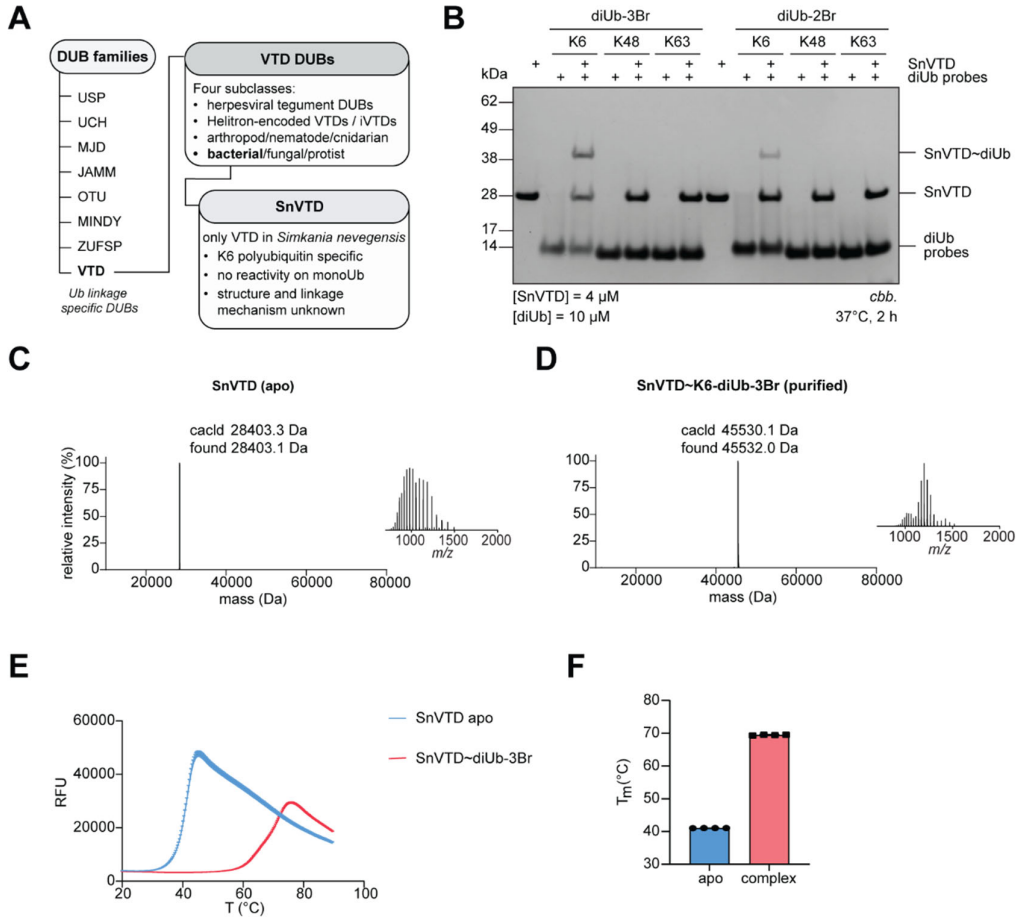 A
DUB families
USP
UCH
MJD
JAMM
OTU
MINDY
ZUFSP
VTD
Ub linkage
specific DUBs
VTD DUBs
Four subclasses:
• herpesviral tegument DUBs
• Helitron-encoded VTDs / iVTDs
• arthropod/nematode/cnidarian
• bacterial/fungal/protist
SnVTD
only VTD in Simkania nevegensis
• K6 polyubiquitin specific
• no reactivity on monoUb
• structure and linkage
mechanism unknown
B
diUb-3Br diUb-2Br
K6 K48 K63 K6 K48 K63
+ + + + + + + + SnVTD
+ + + + + + + + + + + + diUb probes
kDa
62
49
38
28
17
14
SnVTD~diUb
SnVTD
diUb
probes
[SnVTD] = 4 µM cbb.
[diUb] = 10 µM 37°C, 2 h
C
SnVTD (apo)
cacld 28403.3 Da
found 28403.1 Da
relative intensity (%)
100
75
50
25
0
20000 40000 60000 80000
mass (Da)
1000 1500 2000
m/z
D
SnVTD~K6-diUb-3Br (purified)
cacld 45530.1 Da
found 45532.0 Da
100
75
50
25
0
20000 40000 60000 80000
mass (Da)
1000 1500 2000
m/z
E
RFU
60000
40000
20000
0
20 40 60 80 100
T (°C)
SnVTD apo
SnVTD~diUb-3Br
F
Tm(°C)
80
70
60
50
40
30
apo complex